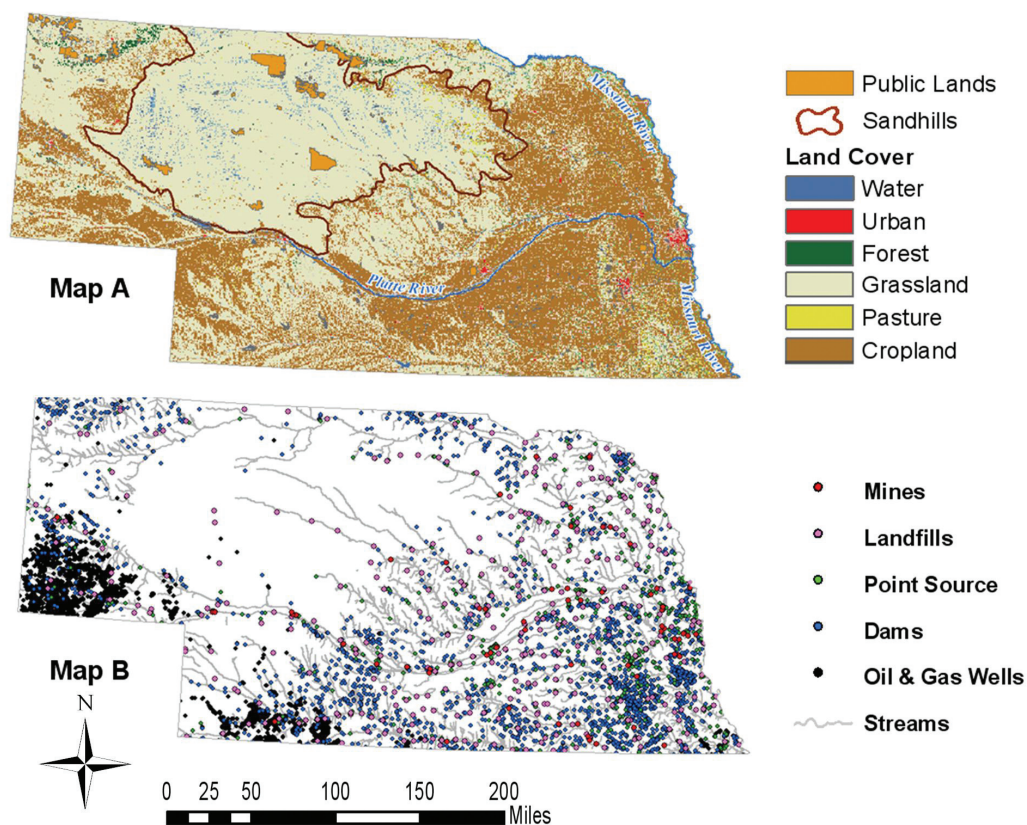 Missouri River
Platte River
Missouri River
Map A
Public Lands
Sandhills
Land Cover
Water
Urban
Forest
Grassland
Pasture
Cropland
Map B
N
Mines
Landfills
Point Source
Dams
Oil & Gas Wells
Streams
0 25 50 100 150 200
Miles